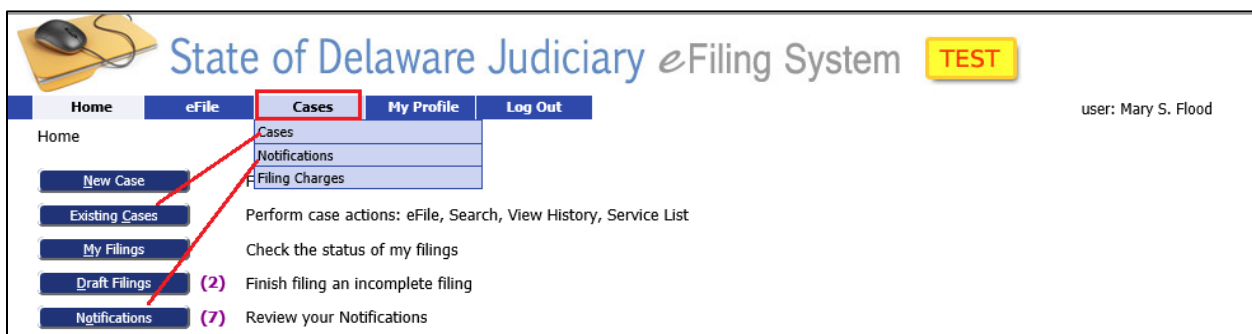 State of Delaware Judiciary eFiling System TEST
Home eFile Cases My Profile Log Out user: Mary S. Flood
Home
Cases
Notifications
Filing Charges
New Case F
Existing Cases Perform case actions: eFile, Search, View History, Service List
My Filings Check the status of my filings
Draft Filings (2) Finish filing an incomplete filing
Notifications (7) Review your Notifications